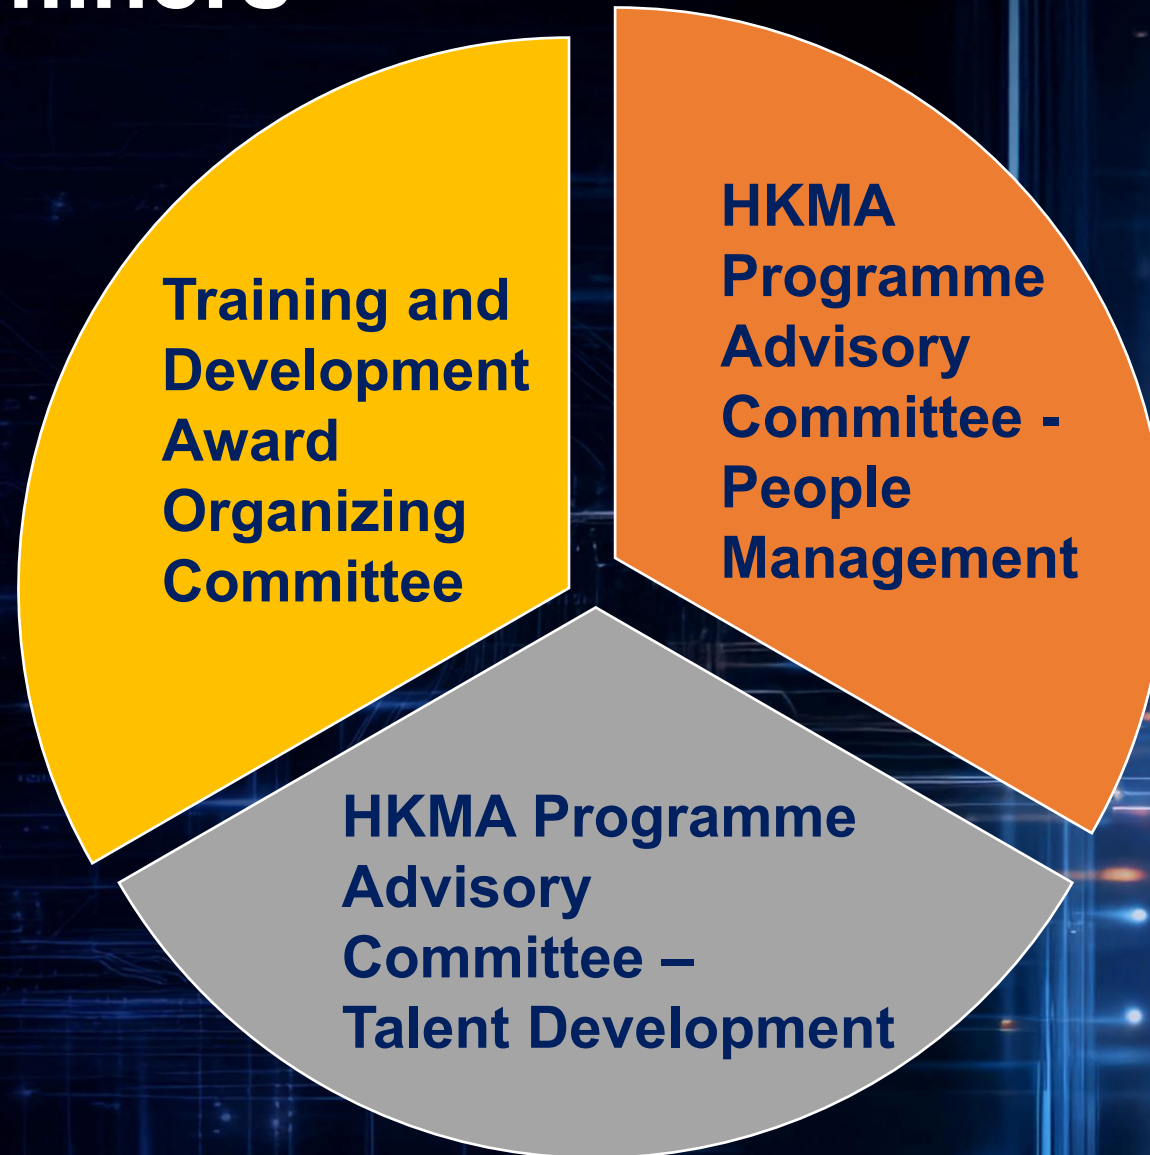 Training and
Development
Award
Organizing
Committee
HKMA
Programme
Advisory
Committee -
People
Management
HKMA Programme
Advisory
Committee –
Talent Development